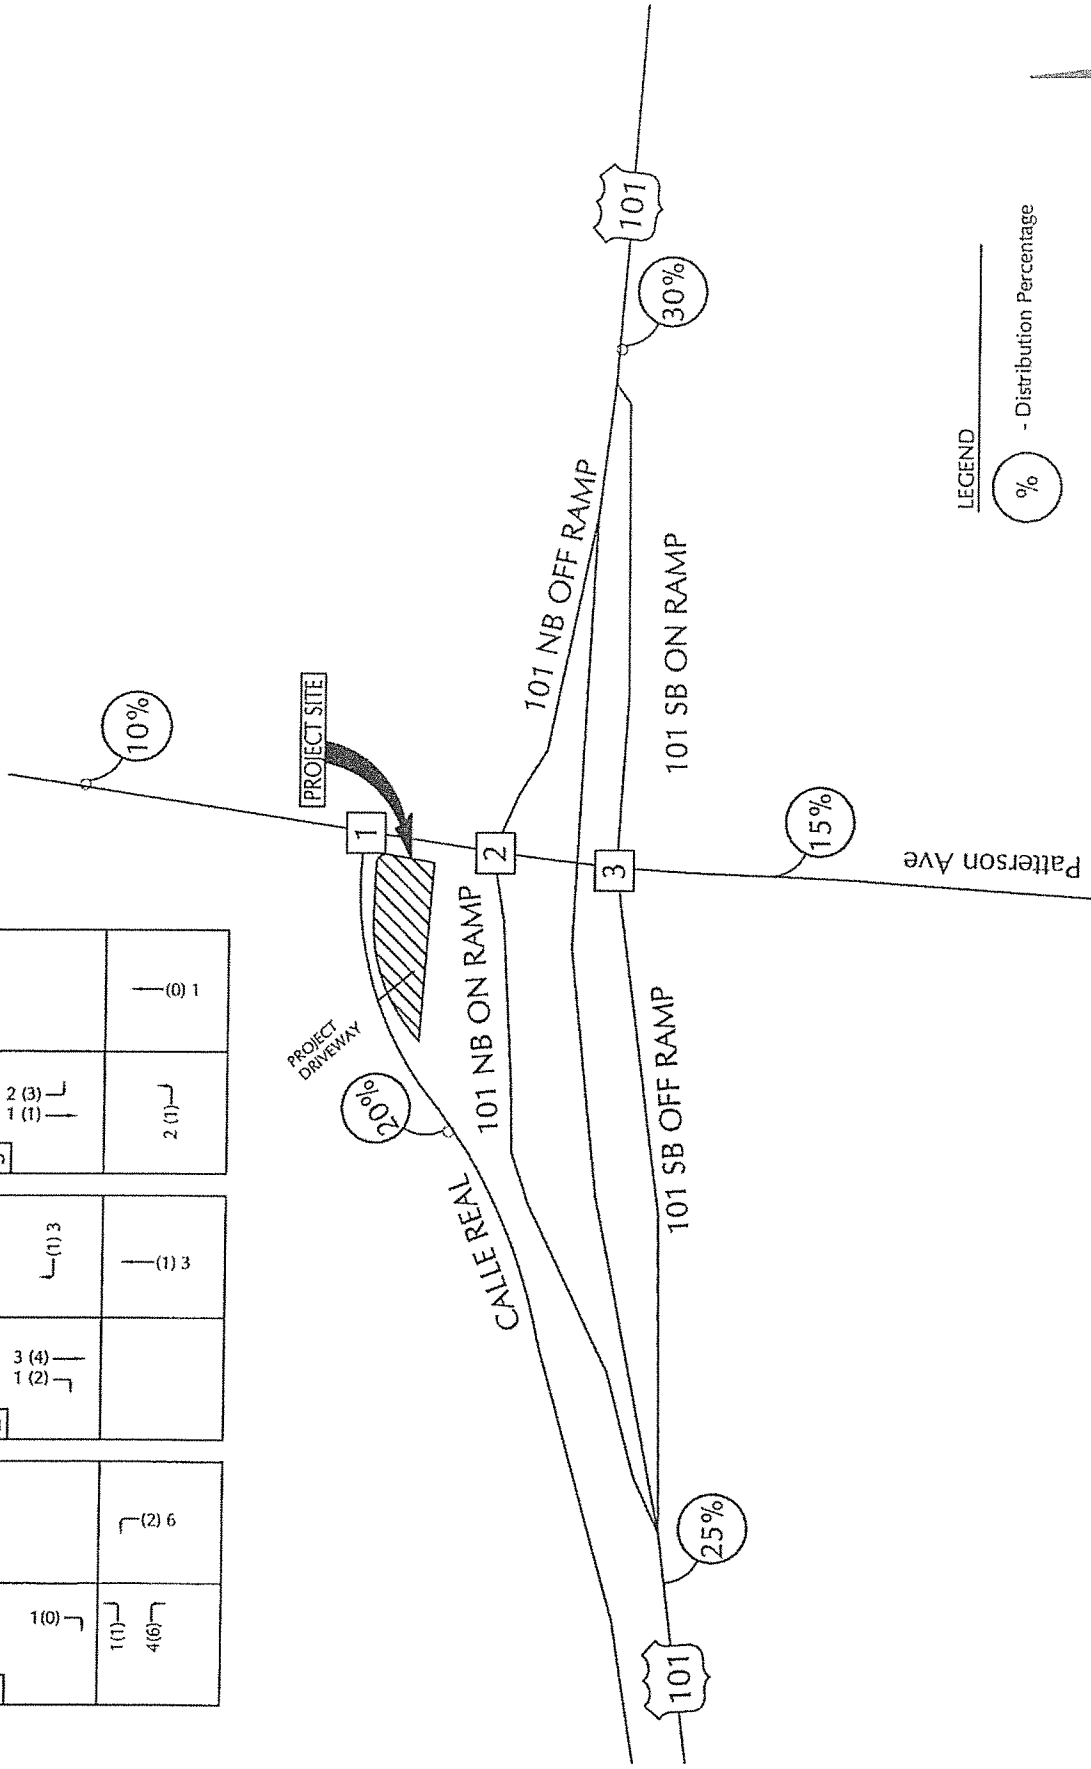 2 (3)
1 (1)
2 (1)
(0) 1
3 (4)
1 (2)
(1) 3
(1) 3
1(0)
1(1)
4(6)
(2) 6
10%
PROJECT SITE
1
2
3
PROJECT
DRIVEWAY
20%
CALLE REAL
101 NB ON RAMP
101 NB OFF RAMP
101 SB OFF RAMP
101 SB ON RAMP
101
25%
101
30%
15%
Patterson Ave
LEGEND
% - Distribution Percentage